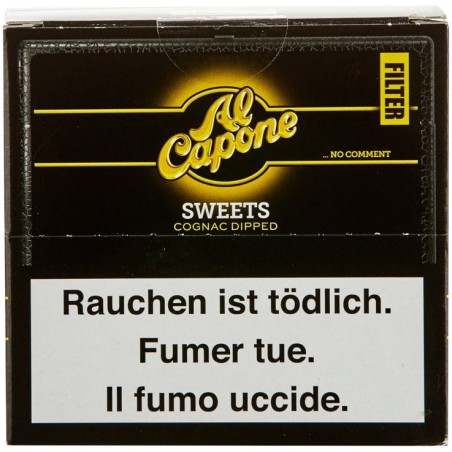 FILTER
Al
Capone
... NO COMMENT
SWEETS
COGNAC DIPPED
Rauchen ist tödlich.
Fumer tue.
Il fumo uccide.